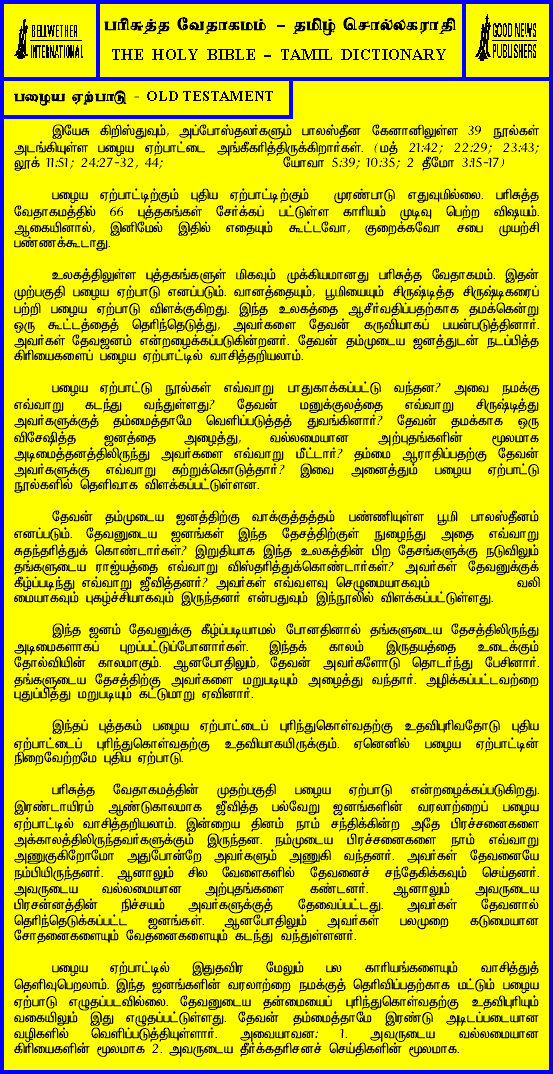 BELLWETHER
INTERNATIONAL
பரிசுத்த வேதாகமம் - தமிழ் சொல்லகராதி
THE HOLY BIBLE - TAMIL DICTIONARY
GOOD NEWS
PUBLISHERS
பழைய ஏற்பாடு - OLD TESTAMENT
இயேசு கிறிஸ்துவும், அப்போஸ்தலர்களும் பாலஸ்தீன கேனானிலுள்ள 39 நூல்கள்
அடங்கியுள்ள பழைய ஏற்பாட்டை அங்கீகரித்திருக்கிறார்கள். (மத் 21:42; 22:29; 23:43;
லூக் 11:51; 24:27-32, 44; யோவா 5:39; 10:35; 2 தீமோ 3:15-17)
பழைய ஏற்பாட்டிற்கும் புதிய ஏற்பாட்டிற்கும் முரண்பாடு எதுவுமில்லை. பரிசுத்த
வேதாகமத்தில் 66 புத்தகங்கள் சேர்க்கப் பட்டுள்ள காரியம் முடிவு பெற்ற விஷயம்.
ஆகையினால், இனிமேல் இதில் எதையும் கூட்டவோ, குறைக்கவோ சபை முயற்சி
பண்ணக்கூடாது.
உலகத்திலுள்ள புத்தகங்களுள் மிகவும் முக்கியமானது பரிசுத்த வேதாகமம். இதன்
முற்பகுதி பழைய ஏற்பாடு எனப்படும். வானத்தையும், பூமியையும் சிருஷ்டித்த சிருஷ்டிகரைப்
பற்றி பழைய ஏற்பாடு விளக்குகிறது. இந்த உலகத்தை ஆசீர்வதிப்பதற்காக தமக்கென்று
ஒரு கூட்டத்தைத் தெரிந்தெடுத்து, அவர்களை தேவன் கருவியாகப் பயன்படுத்தினார்.
அவர்கள் தேவஜனம் என்றழைக்கப்படுகின்றனர். தேவன் தம்முடைய ஜனத்துடன் நடப்பித்த
கிரியைகளைப் பழைய ஏற்பாட்டில் வாசித்தறியலாம்.
பழைய ஏற்பாட்டு நூல்கள் எவ்வாறு பாதுகாக்கப்பட்டு வந்தன? அவை நமக்கு
எவ்வாறு கடந்து வந்துள்ளது? தேவன் மனுக்குலத்தை எவ்வாறு சிருஷ்டித்து
அவர்களுக்குத் தம்மைத்தாமே வெளிப்படுத்தத் துவங்கினார்? தேவன் தமக்காக ஒரு
விசேஷித்த ஜனத்தை அழைத்து, வல்லமையான அற்புதங்களின் மூலமாக
அடிமைத்தனத்திலிருந்து அவர்களை எவ்வாறு மீட்டார்? தம்மை ஆராதிப்பதற்கு தேவன்
அவர்களுக்கு எவ்வாறு கற்றுக்கொடுத்தார்? இவை அனைத்தும் பழைய ஏற்பாட்டு
நூல்களில் தெளிவாக விளக்கப்பட்டுள்ளன.
தேவன் தம்முடைய ஜனத்திற்கு வாக்குத்தத்தம் பண்ணியுள்ள பூமி பாலஸ்தீனம்
எனப்படும். தேவனுடைய ஜனங்கள் இந்த தேசத்திற்குள் நுழைந்து அதை எவ்வாறு
சுதந்தரித்துக் கொண்டார்கள்? இறுதியாக இந்த உலகத்தின் பிற தேசங்களுக்கு நடுவிலும்
தங்களுடைய ராஜ்யத்தை எவ்வாறு விஸ்தரித்துக்கொண்டார்கள்? அவர்கள் தேவனுக்குக்
கீழ்ப்படிந்து எவ்வாறு ஜீவித்தனர்? அவர்கள் எவ்வளவு செழுமையாகவும் வலி
மையாகவும் புகழ்ச்சியாகவும் இருந்தனர் என்பதுவும் இந்நூலில் விளக்கப்பட்டுள்ளது.
இந்த ஜனம் தேவனுக்கு கீழ்ப்படியாமல் போனதினால் தங்களுடைய தேசத்திலிருந்து
அடிமைகளாகப் புறப்பட்டுப்போனார்கள். இந்தக் காலம் இருதயத்தை உடைக்கும்
தோல்வியின் காலமாகும். ஆனபோதிலும், தேவன் அவர்களோடு தொடர்ந்து பேசினார்.
தங்களுடைய தேசத்திற்கு அவர்களை மறுபடியும் அழைத்து வந்தார். அழிக்கப்பட்டவற்றை
புதுப்பித்து மறுபடியும் கட்டுமாறு ஏவினார்.
இந்தப் புத்தகம் பழைய ஏற்பாட்டைப் புரிந்துகொள்வதற்கு உதவிபுரிவதோடு புதிய
ஏற்பாட்டைப் புரிந்துகொள்வதற்கு உதவியாகயிருக்கும். ஏனெனில் பழைய ஏற்பாட்டின்
நிறைவேற்றமே புதிய ஏற்பாடு.
பரிசுத்த வேதாகமத்தின் முதற்பகுதி பழைய ஏற்பாடு என்றழைக்கப்படுகிறது.
இரண்டாயிரம் ஆண்டுகாலமாக ஜீவித்த பல்வேறு ஜனங்களின் வரலாற்றைப் பழைய
ஏற்பாட்டில் வாசித்தறியலாம். இன்றைய தினம் நாம் சந்திக்கின்ற அதே பிரச்சனைகளை
அக்காலத்திலிருந்தவர்களுக்கும் இருந்தன. நம்முடைய பிரச்சனைகளை நாம் எவ்வாறு
அணுகுகிறோமோ அதுபோன்றே அவர்களும் அணுகி வந்தனர். அவர்கள் தேவனையே
நம்பியிருந்தனர். ஆனாலும் சில வேளைகளில் தேவனைச் சந்தேகிக்கவும் செய்தனர்.
அவருடைய வல்லமையான அற்புதங்களை கண்டனர். ஆனாலும் அவருடைய
பிரசன்னத்தின் நிச்சயம் அவர்களுக்குத் தேவைப்பட்டது. அவர்கள் தேவனால்
தெரிந்தெடுக்கப்பட்ட ஜனங்கள். ஆனபோதிலும் அவர்கள் பலமுறை கடுமையான
சோதனைகளையும் வேதனைகளையும் கடந்து வந்துள்ளனர்.
பழைய ஏற்பாட்டில் இதுதவிர மேலும் பல காரியங்களையும் வாசித்துத்
தெளிவுபெறலாம். இந்த ஜனங்களின் வரலாற்றை நமக்குத் தெரிவிப்பதற்காக மட்டும் பழைய
ஏற்பாடு எழுதப்படவில்லை. தேவனுடைய தன்மையைப் புரிந்துகொள்வதற்கு உதவிபுரியும்
வகையிலும் இது எழுதப்பட்டுள்ளது. தேவன் தம்மைத்தாமே இரண்டு அடிப்படையான
வழிகளில் வெளிப்படுத்தியுள்ளார். அவையாவன: 1. அவருடைய வல்லமையான
கிரியைகளின் மூலமாக 2. அவருடைய தீர்க்கதரிசனச் செய்திகளின் மூலமாக.